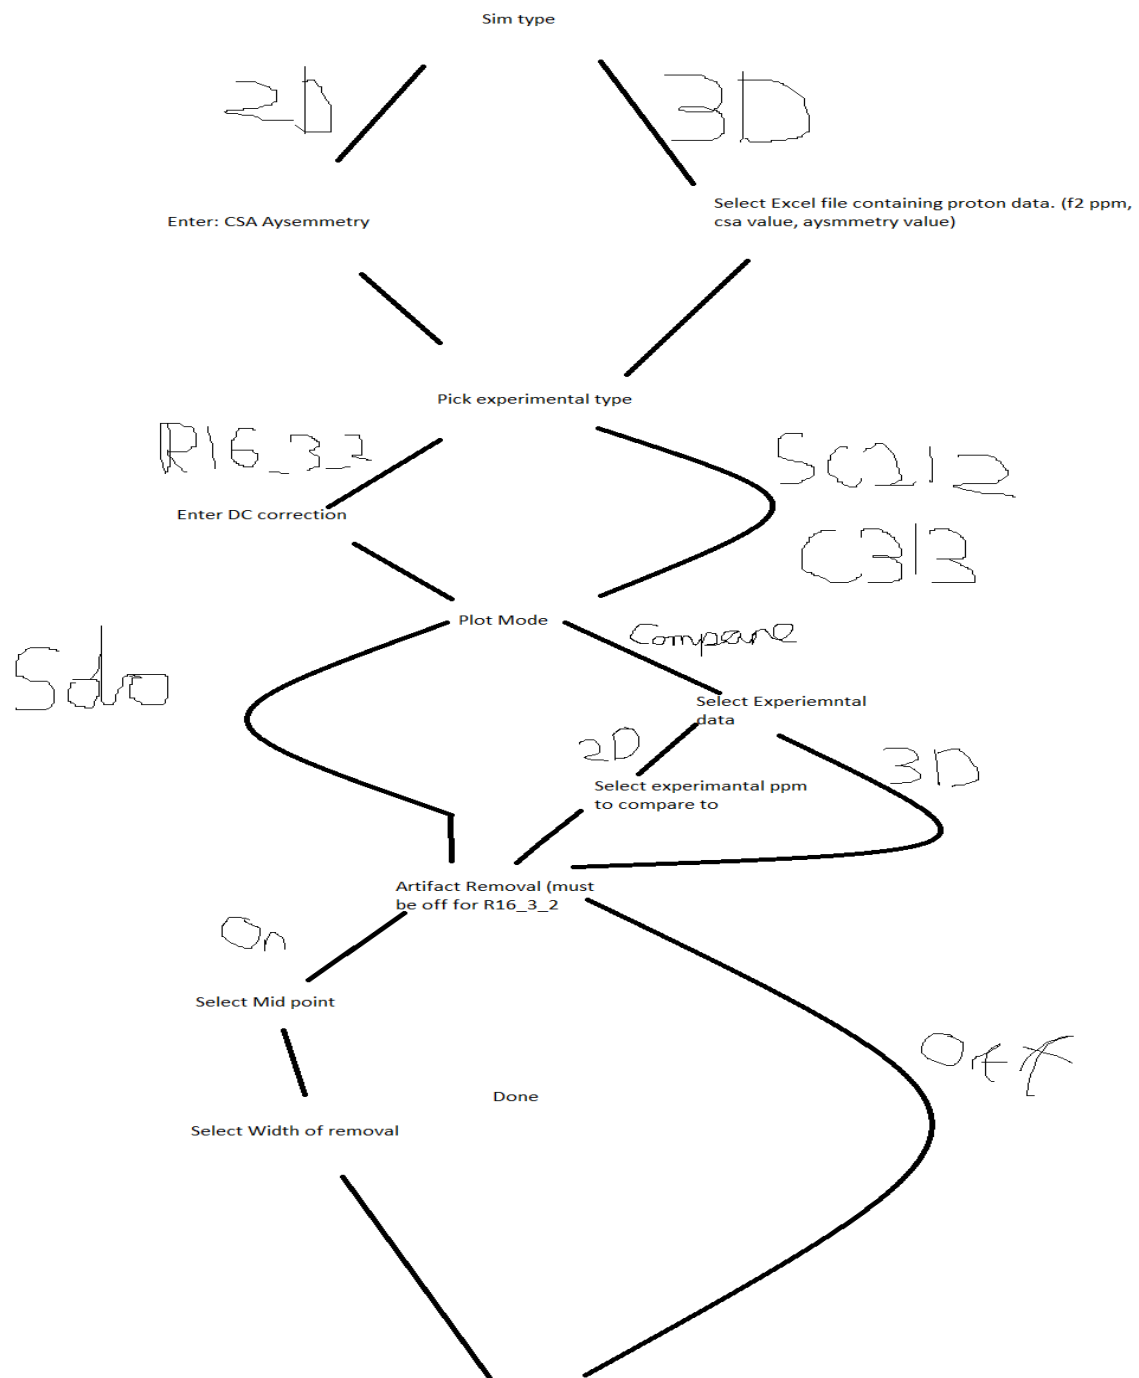 Sim type
2D
3D
Enter: CSA Aysemmetry
Select Excel file containing proton data. (f2 ppm,
csa value, aysmmetry value)
Pick experimental type
R16_3_2
SC212
C313
Enter DC correction
Plot Mode
Compare
Solo
Select Experiemntal
data
2D
3D
Select experimantal ppm
to compare to
Artifact Removal (must
be off for R16_3_2
On
Off
Select Mid point
Done
Select Width of removal